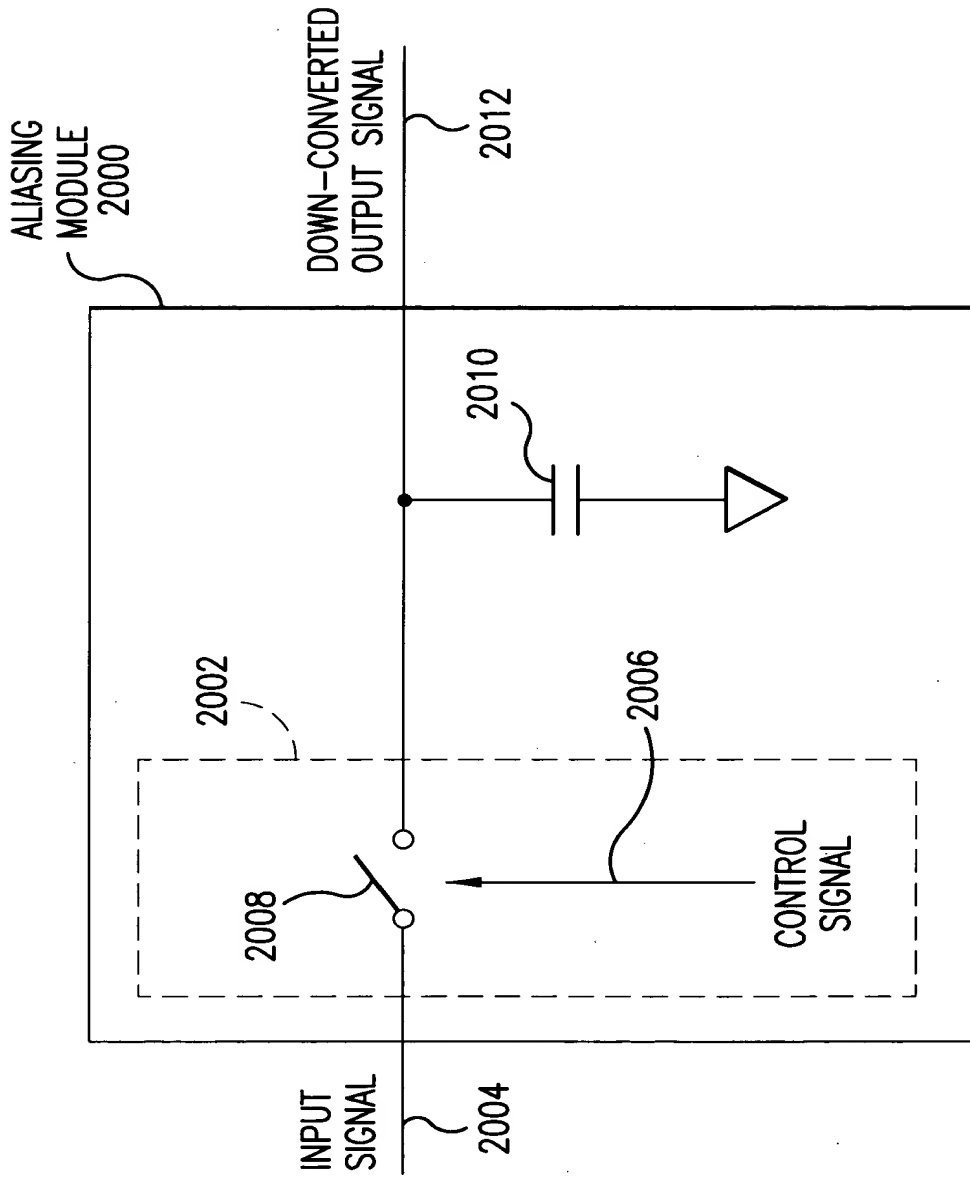 ALIASING
MODULE
2000
DOWN-CONVERTED
OUTPUT SIGNAL
2012
2010
2002
2008
2006
CONTROL
SIGNAL
INPUT
SIGNAL
2004